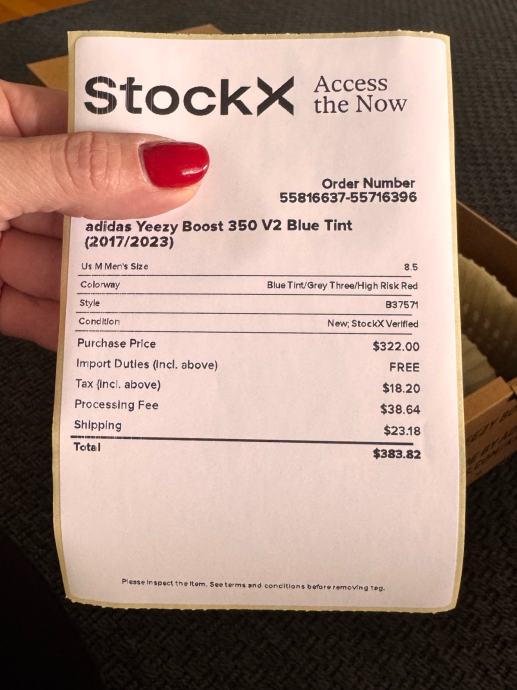 StockX Access
the Now
Order Number
55816637-55716396
adidas Yeezy Boost 350 V2 Blue Tint
(2017/2023)
Us M Men's Size 8.5
Colorway Blue Tint/Grey Three/High Risk Red
Style B37571
Condition New, StockX Verified
Purchase Price $322.00
Import Duties (Incl. above) FREE
Tax (incl. above) $18.20
Processing Fee $38.64
Shipping $23.18
Total $383.82
Please inspect the item. See terms and conditions before removing tag.